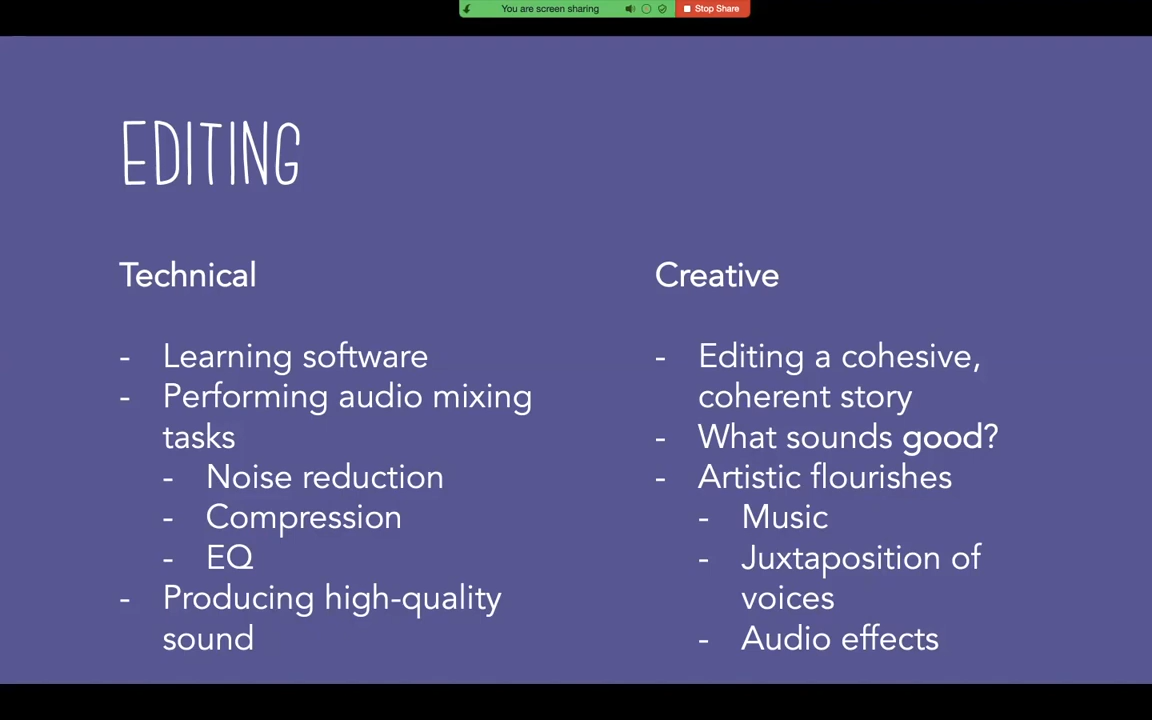 You are screen sharing
Stop Share
EDITING
Technical
- Learning software
- Performing audio mixing
tasks
- Noise reduction
- Compression
- EQ
- Producing high-quality
sound
Creative
- Editing a cohesive,
coherent story
- What sounds good?
- Artistic flourishes
- Music
- Juxtaposition of
voices
- Audio effects